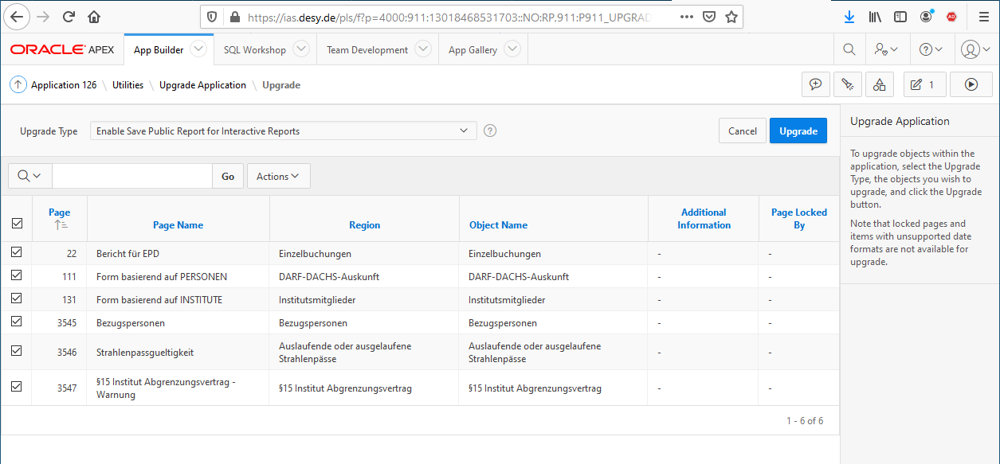 https://ias.desy.de/pls/f?p=4000:911:13018468531703::NO:RP,911:P911_UPGRAD
ORACLE APEX App Builder SQL Workshop Team Development App Gallery
Application 126 \ Utilities \ Upgrade Application \ Upgrade 1
Upgrade Type Enable Save Public Report for Interactive Reports ? Cancel Upgrade
Go Actions
Page Page Name Region Object Name Additional Information Page Locked By
22 Bericht für EPD Einzelbuchungen Einzelbuchungen - -
111 Form basierend auf PERSONEN DARF-DACHS-Auskunft DARF-DACHS-Auskunft - -
131 Form basierend auf INSTITUTE Institutsmitglieder Institutsmitglieder - -
3545 Bezugspersonen Bezugspersonen Bezugspersonen - -
3546 Strahlenpassgueltigkeit Auslaufende oder ausgelaufene Strahlenpässe Auslaufende oder ausgelaufene Strahlenpässe - -
3547 §15 Institut Abgrenzungsvertrag - Warnung §15 Institut Abgrenzungsvertrag §15 Institut Abgrenzungsvertrag - -
1 - 6 of 6
Upgrade Application
To upgrade objects within the
application, select the Upgrade
Type, the objects you wish to
upgrade, and click the Upgrade
button.
Note that locked pages and
items with unsupported date
formats are not available for
upgrade.